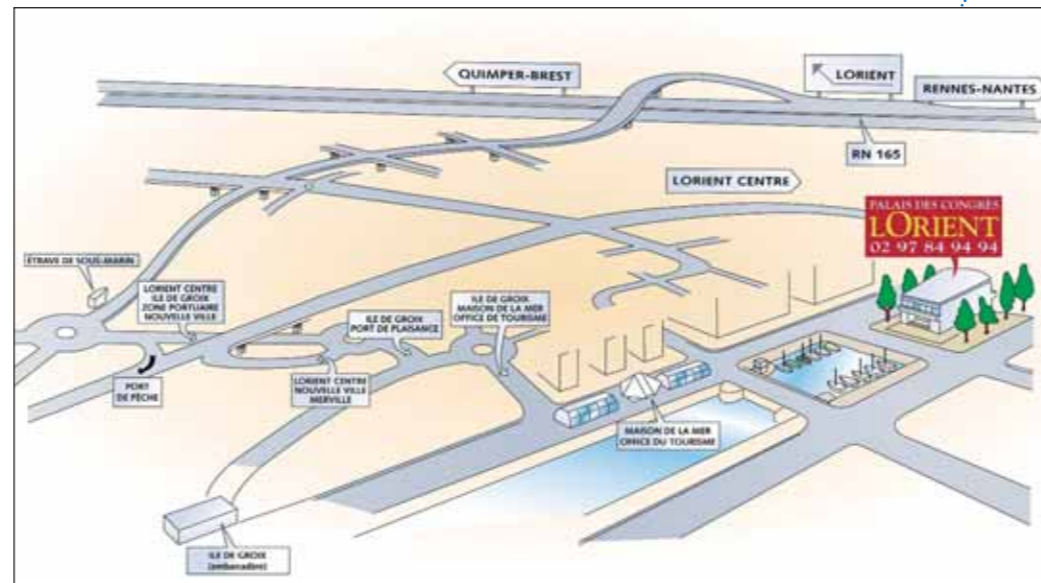 QUIMPER-BREST
LORIENT
RENNES-NANTES
RN 165
LORIENT CENTRE
PALAIS DES CONGRÈS
LORIENT
02 97 84 94 94
ÉTRAVE DE SOUS-MARIN
LORIENT CENTRE
ILE DE GROIX
ZONE PORTUAIRE
NOUVELLE VILLE
ILE DE GROIX
PORT DE PLAISANCE
ILE DE GROIX
MAISON DE LA MER
OFFICE DE TOURISME
PORT
DE PÊCHE
LORIENT CENTRE
NOUVELLE VILLE
MERVILLE
MAISON DE LA MER
OFFICE DU TOURISME
ILE DE GROIX
(embarcadère)